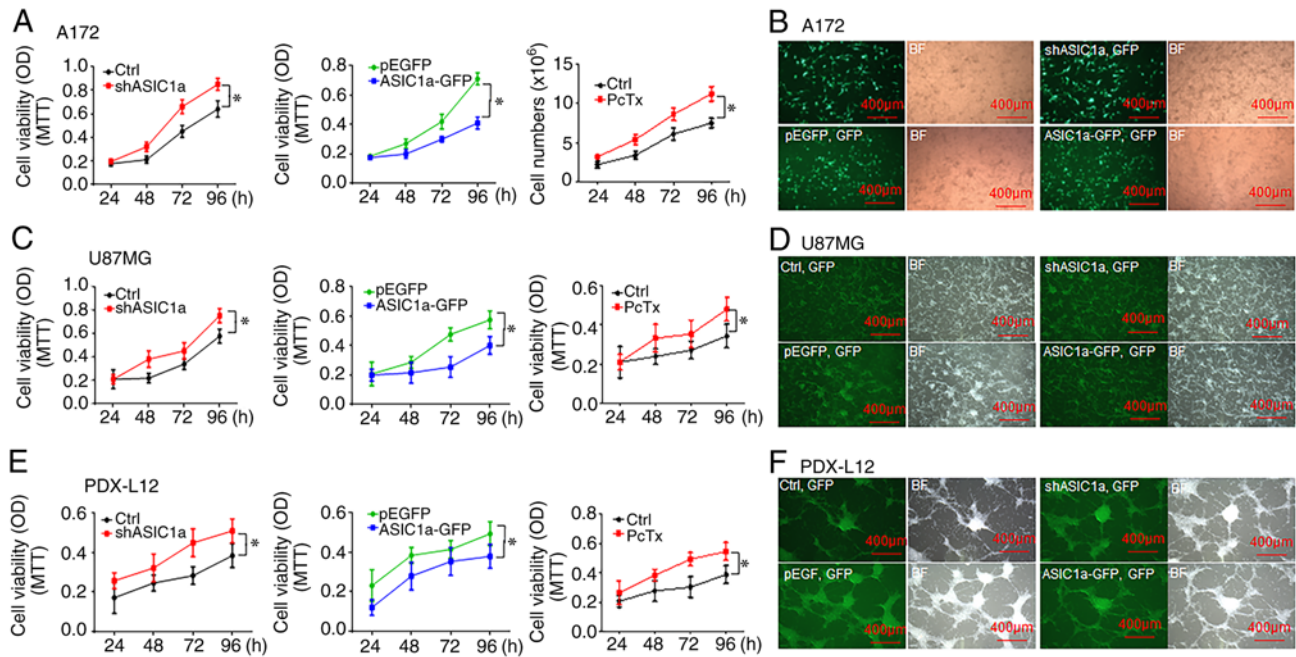 A
A172
Cell viability (OD)
(MTT)
1.0
0.8
0.6
0.4
0.2
0.0
Ctrl
shASIC1a
*
24 48 72 96 (h)
Cell viability (OD)
(MTT)
0.8
0.6
0.4
0.2
0.0
pEGFP
ASIC1a-GFP
*
24 48 72 96 (h)
Cell numbers (x10⁶)
15
10
5
0
Ctrl
PcTx
*
24 48 72 96 (h)
B
A172
400μm
BF
400μm
shASIC1a, GFP
400μm
BF
400μm
pEGFP, GFP
400μm
BF
400μm
ASIC1a-GFP, GFP
400μm
BF
400μm
C
U87MG
Cell viability (OD)
(MTT)
1.0
0.8
0.6
0.4
0.2
0.0
Ctrl
shASIC1a
*
24 48 72 96 (h)
Cell viability (OD)
(MTT)
0.8
0.6
0.4
0.2
0.0
pEGFP
ASIC1a-GFP
*
24 48 72 96 (h)
Cell viabilty (OD)
(MTT)
0.6
0.4
0.2
0.0
Ctrl
PcTx
*
24 48 72 96 (h)
D
U87MG
Ctrl, GFP
400μm
BF
400μm
shASIC1a, GFP
400μm
BF
400μm
pEGFP, GFP
400μm
BF
400μm
ASIC1a-GFP, GFP
400μm
BF
400μm
E
PDX-L12
Cell viability (OD)
(MTT)
0.6
0.4
0.2
0.0
Ctrl
shASIC1a
*
24 48 72 96 (h)
Cell viability (OD)
(MTT)
0.6
0.4
0.2
0.0
pEGFP
ASIC1a-GFP
*
24 48 72 96 (h)
Cell viability (OD)
(MTT)
0.8
0.6
0.4
0.2
0.0
Ctrl
PcTx
*
24 48 72 96 (h)
F
PDX-L12
Ctrl, GFP
400μm
BF
400μm
shASIC1a, GFP
400μm
BF
400μm
pEGF, GFP
400μm
BF
400μm
ASIC1a-GFP, GFP
400μm
BF
400μm